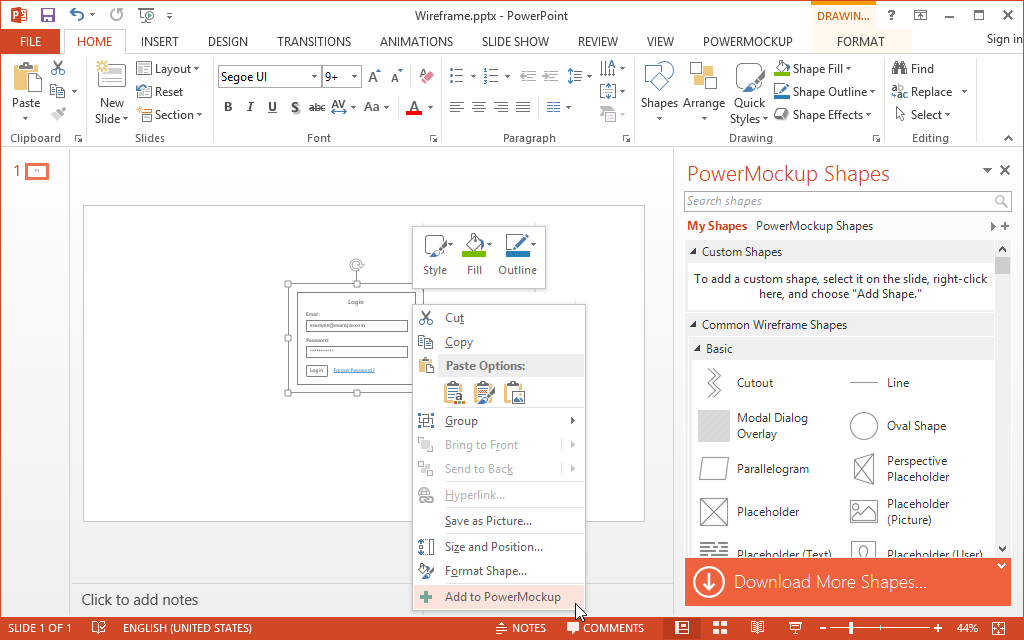 Wireframe.pptx - PowerPoint
DRAWIN...
?
FILE
HOME
INSERT
DESIGN
TRANSITIONS
ANIMATIONS
SLIDE SHOW
REVIEW
VIEW
POWERMOCKUP
FORMAT
Sign in
Paste
Clipboard
New
Slide
Layout
Reset
Section
Slides
Segoe UI
9+
B I U S abc AV Aa A
Font
Paragraph
Shapes
Arrange
Quick
Styles
Shape Fill
Shape Outline
Shape Effects
Drawing
Find
Replace
Select
Editing
1
Login
Email:
example@example.com
Password:
***********
Log in
Forgot Password?
Style
Fill
Outline
Cut
Copy
Paste Options:
Group
Bring to Front
Send to Back
Hyperlink...
Save as Picture...
Size and Position...
Format Shape...
Add to PowerMockup
Click to add notes
PowerMockup Shapes
Search shapes
My Shapes
PowerMockup Shapes
Custom Shapes
To add a custom shape, select it on the slide, right-click
here, and choose "Add Shape."
Common Wireframe Shapes
Basic
Cutout
Line
Modal Dialog
Overlay
Oval Shape
Parallelogram
Perspective
Placeholder
Placeholder
Placeholder
(Picture)
Placeholder (Text)
Placeholder (User)
Download More Shapes...
SLIDE 1 OF 1
ENGLISH (UNITED STATES)
NOTES
COMMENTS
44%